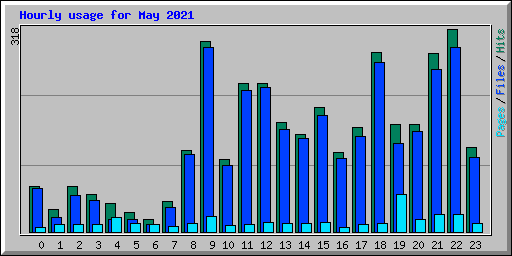 Hourly usage for May 2021
318
Pages/Files/Hits
0 1 2 3 4 5 6 7 8 9 10 11 12 13 14 15 16 17 18 19 20 21 22 23